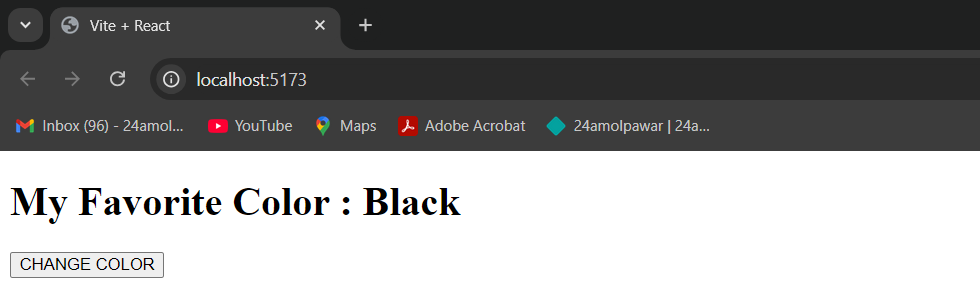 Vite + React
localhost:5173
Inbox (96) - 24amol... YouTube Maps Adobe Acrobat 24amolpawar | 24a...
My Favorite Color : Black
CHANGE COLOR